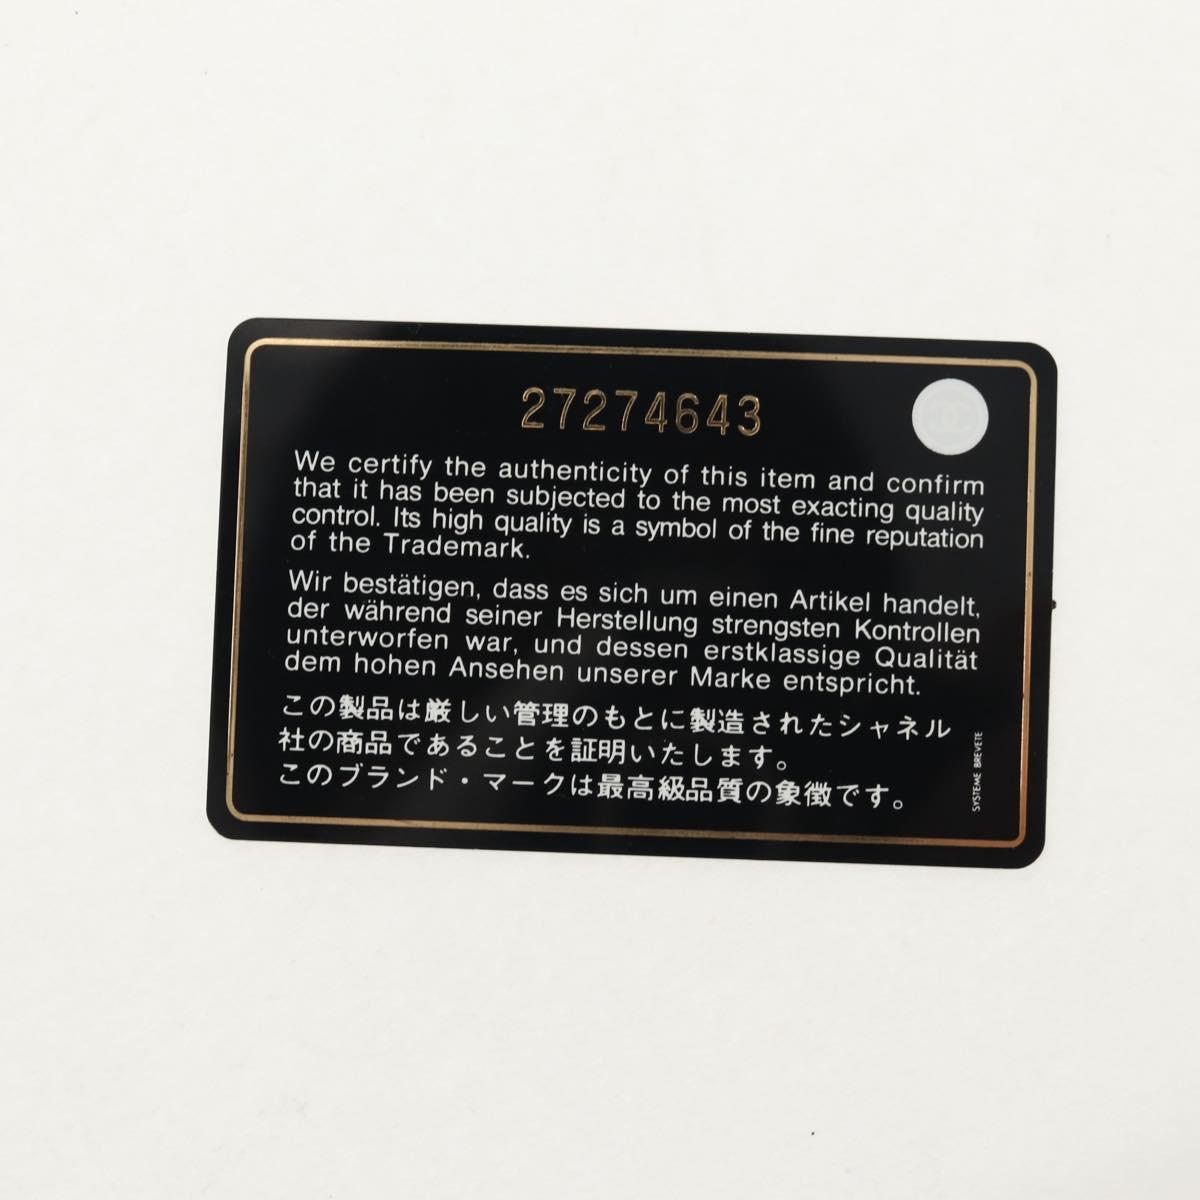 27274643
We certify the authenticity of this item and confirm
that it has been subjected to the most exacting quality
control. Its high quality is a symbol of the fine reputation
of the Trademark.
Wir bestätigen, dass es sich um einen Artikel handelt,
der während seiner Herstellung strengsten Kontrollen
unterworfen war, und dessen erstklassige Qualität
dem hohen Ansehen unserer Marke entspricht.
この製品は厳しい管理のもとに製造されたシャネル
社の商品であることを証明いたします。
このブランド・マークは最高級品質の象徴です。
SYSTEME BREVETE